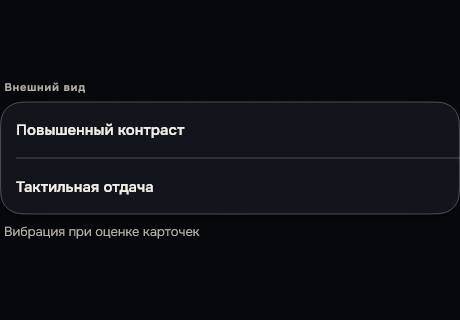 Внешний вид
Повышенный контраст
Тактильная отдача
Вибрация при оценке карточек